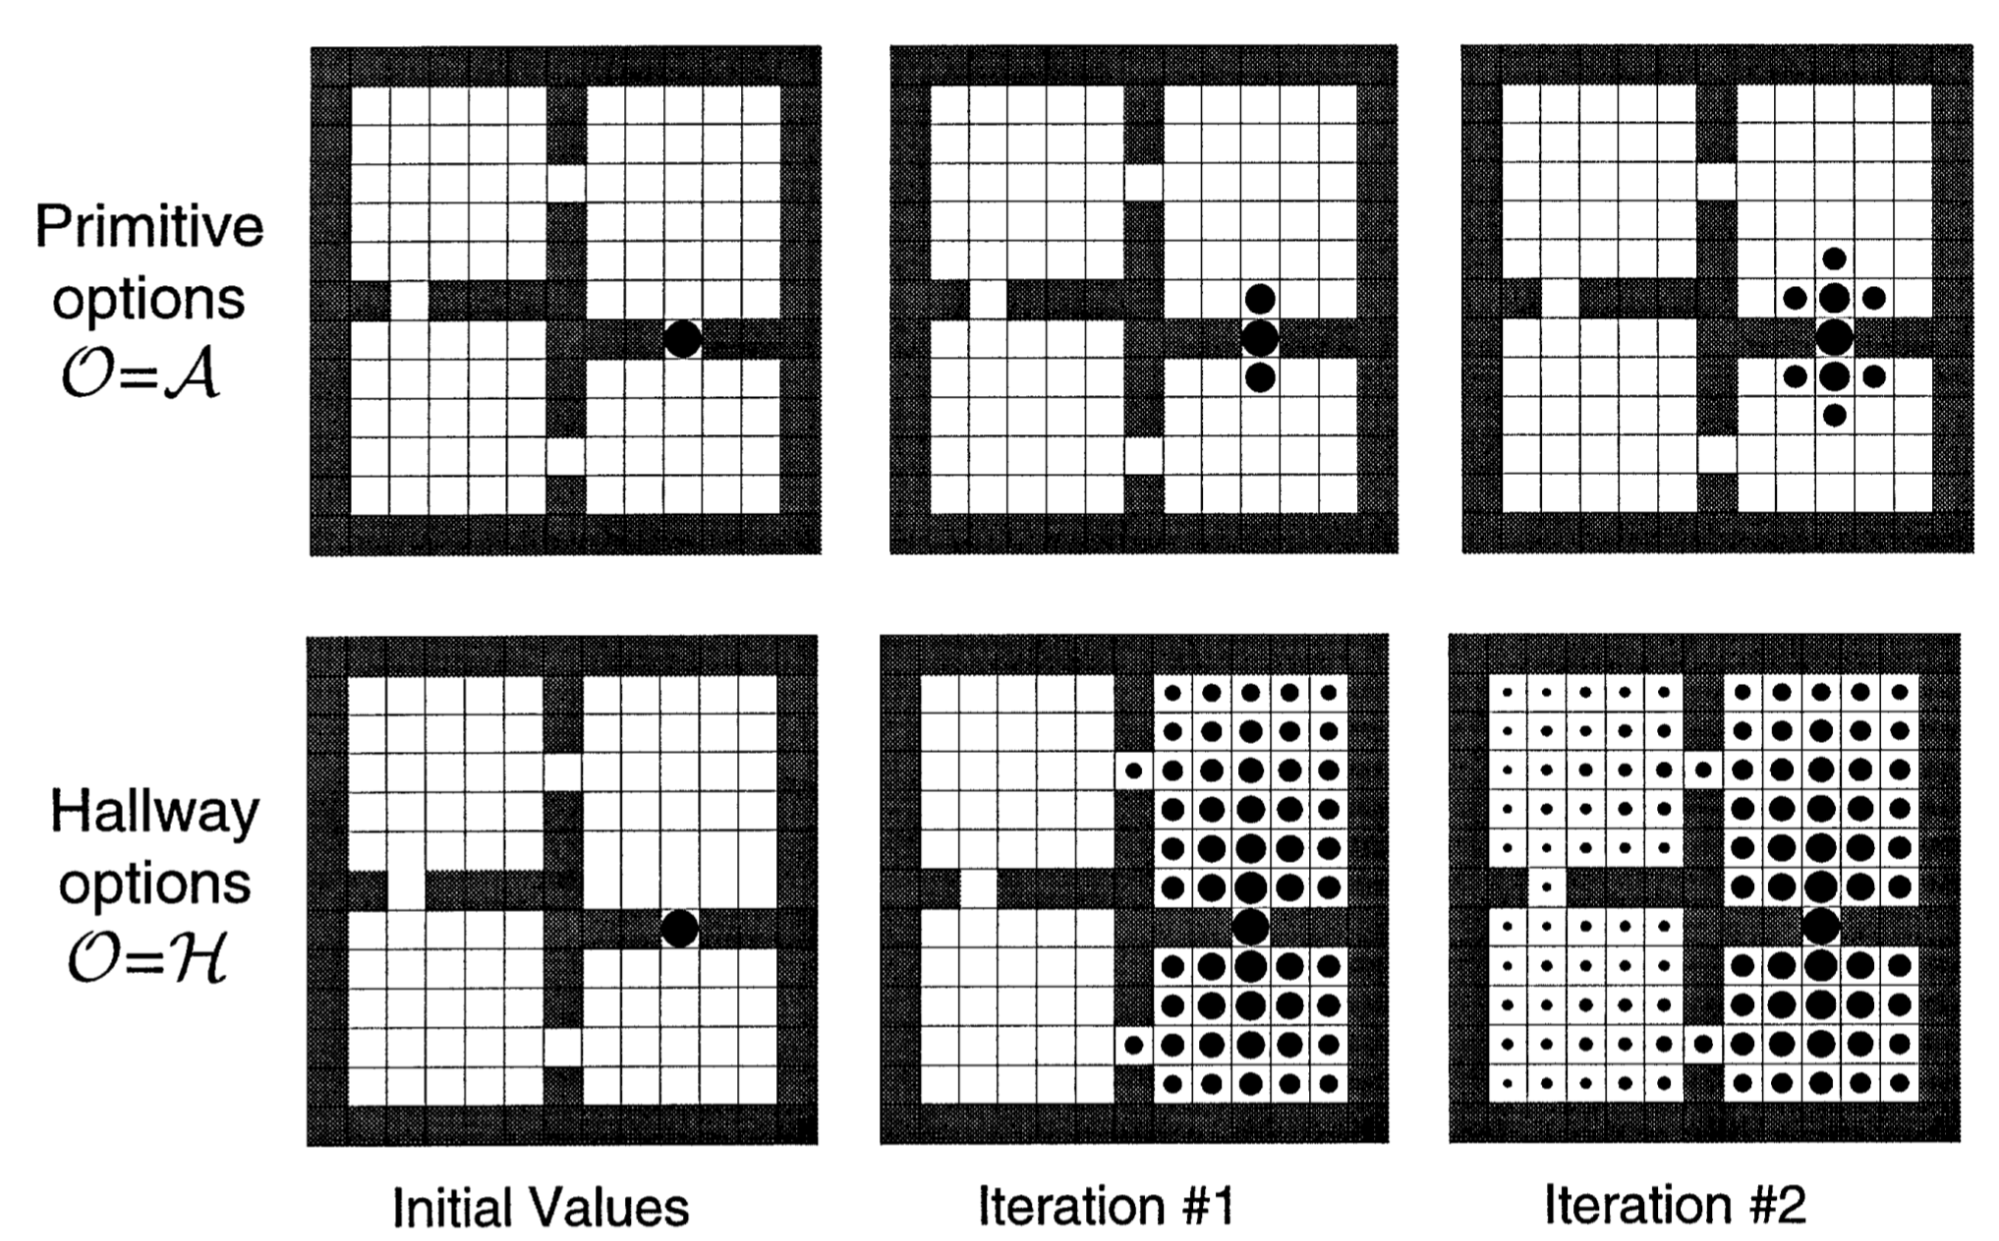 Primitive
options
𝒪=𝒜
Hallway
options
𝒪=ℋ
Initial Values
Iteration #1
Iteration #2